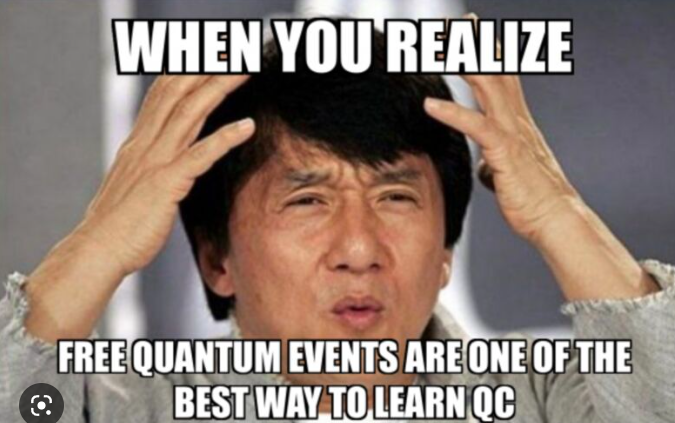 WHEN YOU REALIZE
FREE QUANTUM EVENTS ARE ONE OF THE
BEST WAY TO LEARN QC